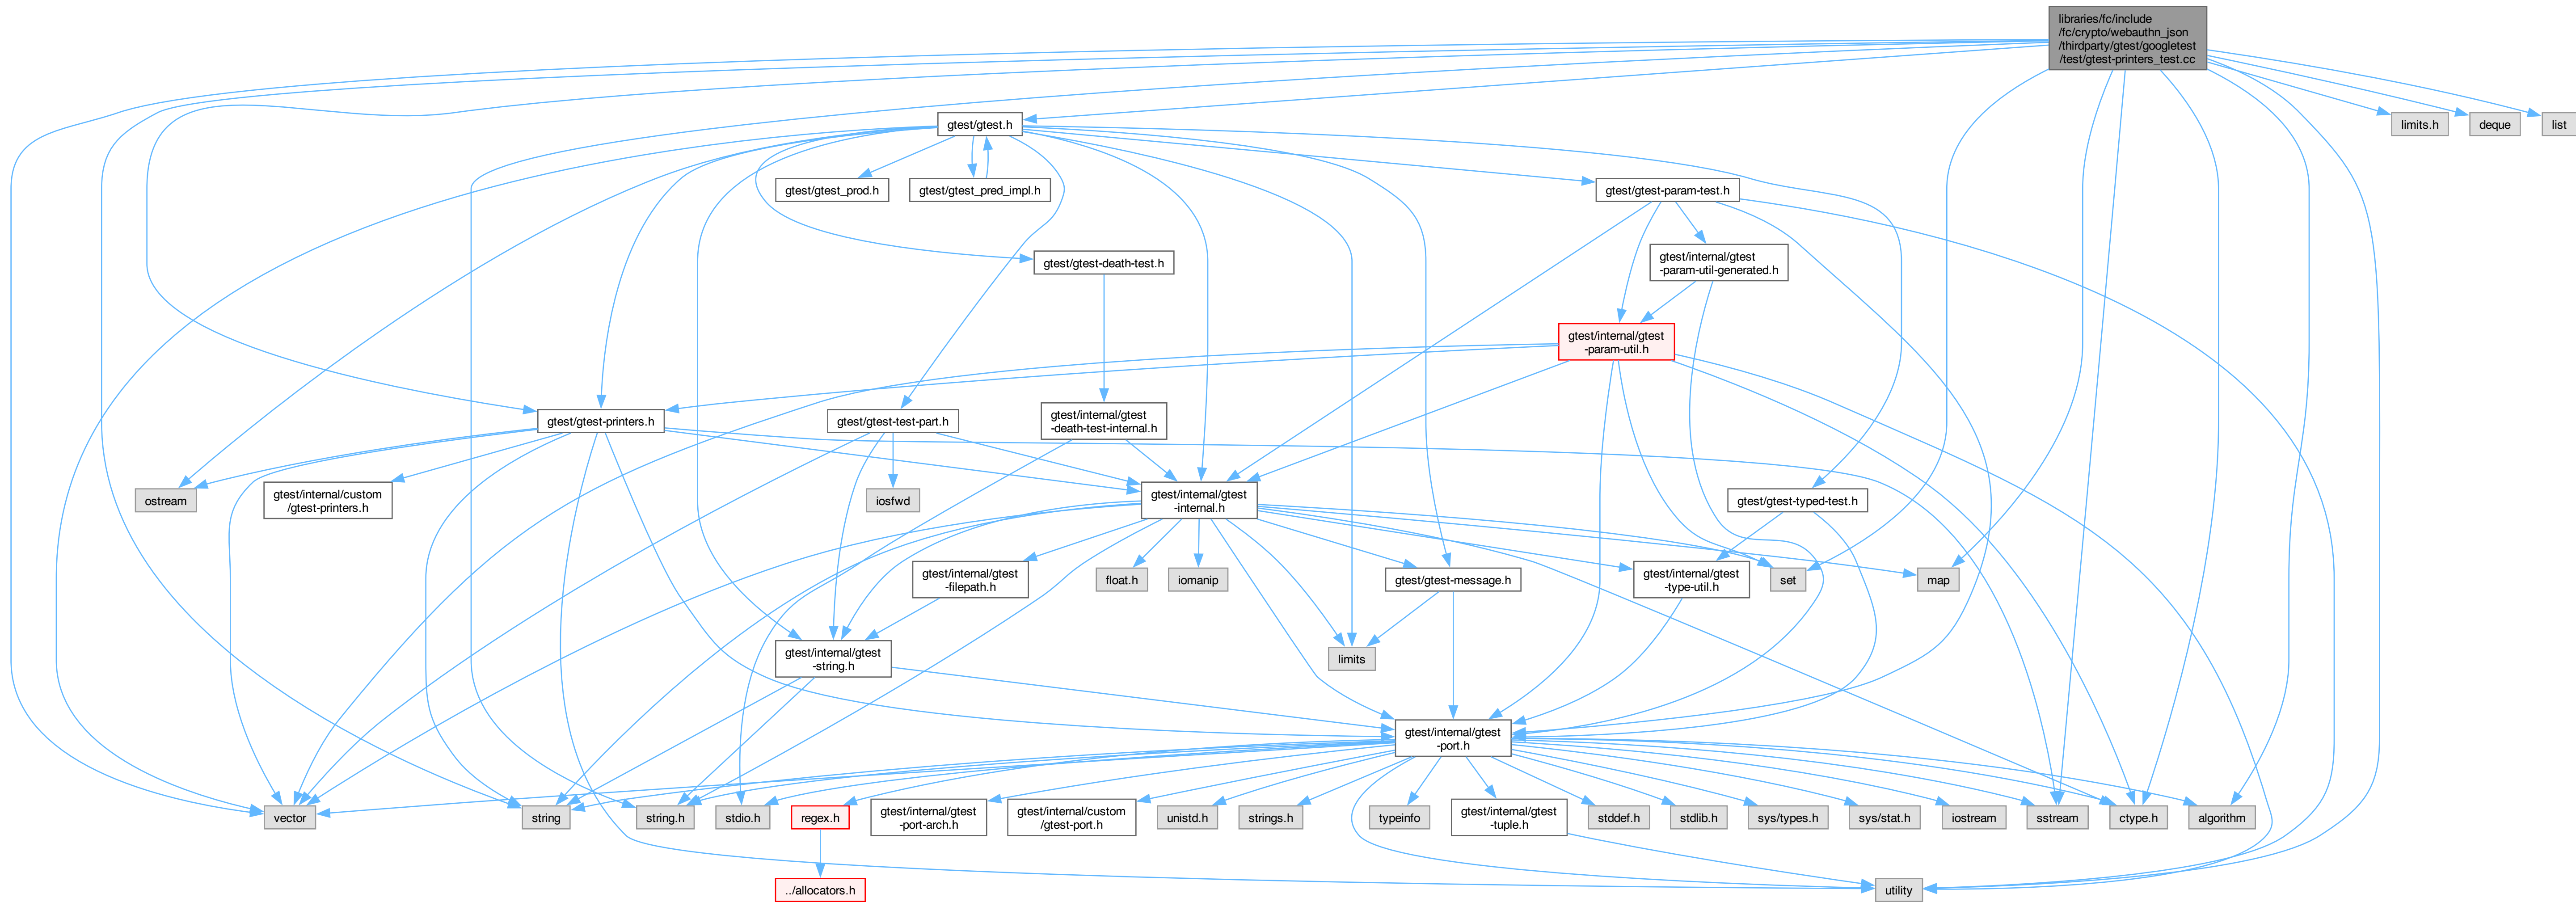 libraries/fc/include
/fc/crypto/webauthn_json
/thirdparty/gtest/googletest
/test/gtest-printers_test.cc
gtest/gtest.h
limits.h
deque
list
gtest/gtest_prod.h
gtest/gtest_pred_impl.h
gtest/gtest-param-test.h
gtest/gtest-death-test.h
gtest/internal/gtest
-param-util-generated.h
gtest/internal/gtest
-param-util.h
gtest/gtest-printers.h
gtest/gtest-test-part.h
gtest/internal/gtest
-death-test-internal.h
ostream
gtest/internal/custom
/gtest-printers.h
iosfwd
gtest/internal/gtest
-internal.h
gtest/gtest-typed-test.h
gtest/internal/gtest
-filepath.h
float.h
iomanip
gtest/gtest-message.h
gtest/internal/gtest
-type-util.h
set
map
gtest/internal/gtest
-string.h
limits
gtest/internal/gtest
-port.h
vector
string
string.h
stdio.h
regex.h
gtest/internal/gtest
-port-arch.h
gtest/internal/custom
/gtest-port.h
unistd.h
strings.h
typeinfo
gtest/internal/gtest
-tuple.h
stddef.h
stdlib.h
sys/types.h
sys/stat.h
iostream
sstream
ctype.h
algorithm
../allocators.h
utility